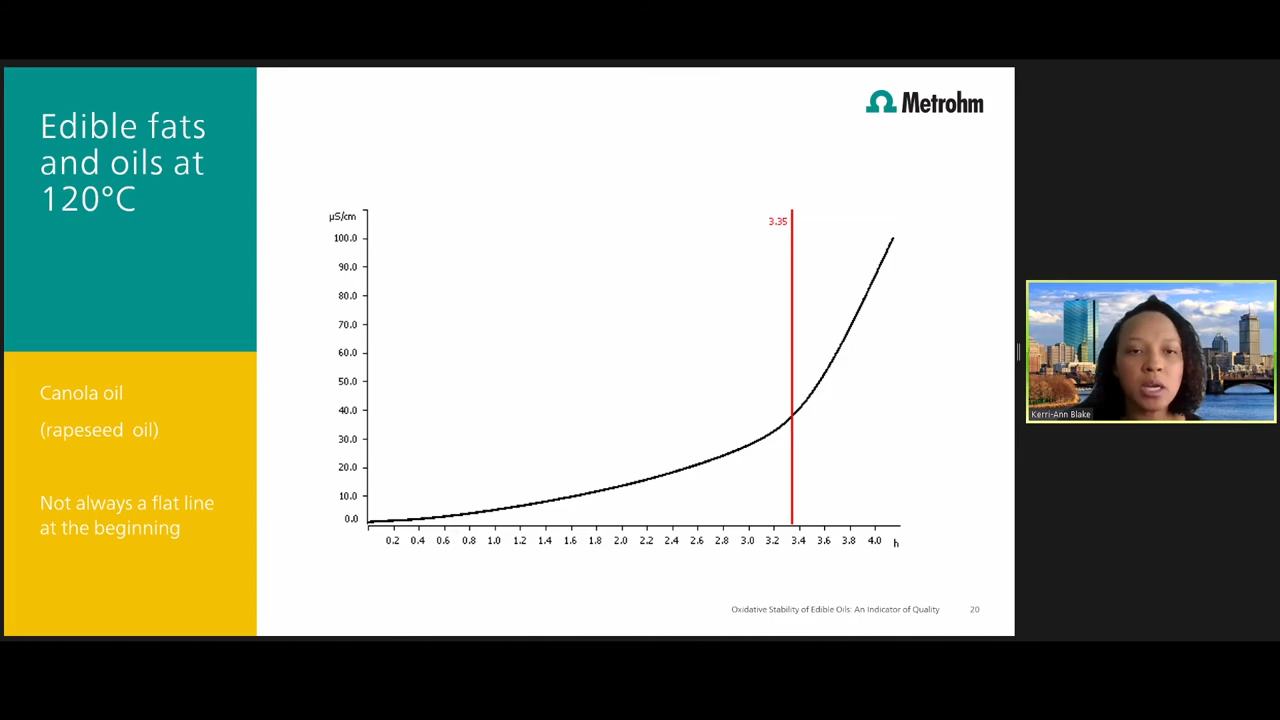 Edible fats
and oils at
120°C
Canola oil
(rapeseed oil)
Not always a flat line
at the beginning
Metrohm
µS/cm
100.0
90.0
80.0
70.0
60.0
50.0
40.0
30.0
20.0
10.0
0.0
3.35
0.2 0.4 0.6 0.8 1.0 1.2 1.4 1.6 1.8 2.0 2.2 2.4 2.6 2.8 3.0 3.2 3.4 3.6 3.8 4.0 h
Oxidative Stability of Edible Oils: An Indicator of Quality 20
Kerri-Ann Blake